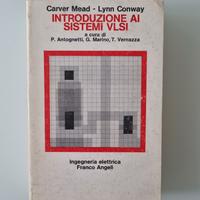 Carver Mead - Lynn Conway
INTRODUZIONE AI
SISTEMI VLSI
a cura di
P. Antognetti, G. Marino, T. Vernazza
Ingegneria elettrica
Franco Angeli